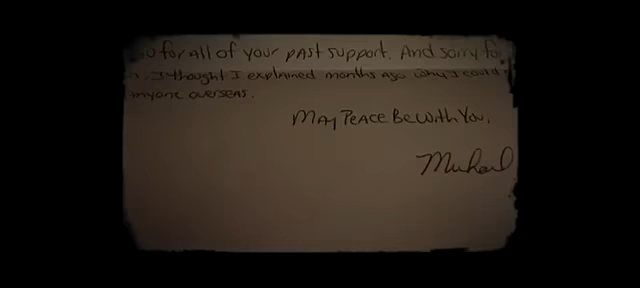 for all of your past support. And sorry for
I thought I explained months ago why I could
anyone overseas.
May Peace Be With You,
Michael